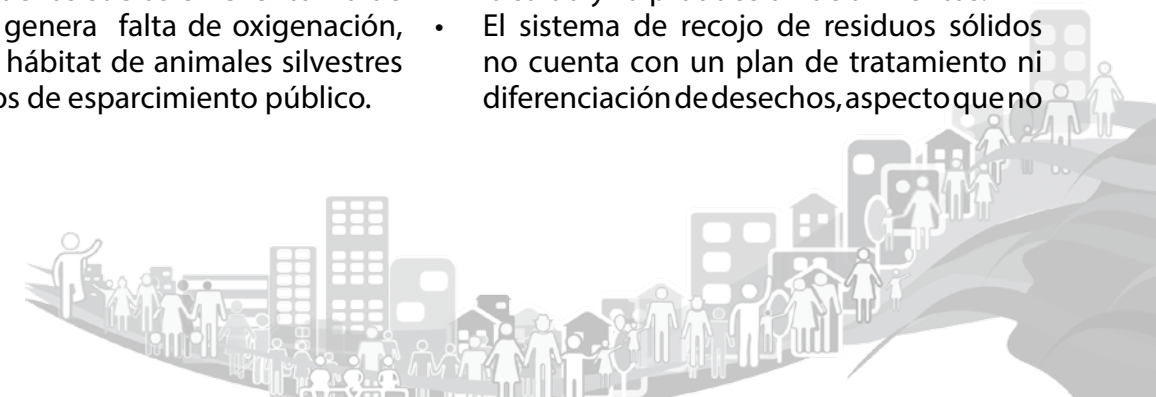 genera falta de oxigenación,
hábitat de animales silvestres
os de esparcimiento público.
• El sistema de recojo de residuos sólidos
no cuenta con un plan de tratamiento ni
diferenciación de desechos, aspecto que no